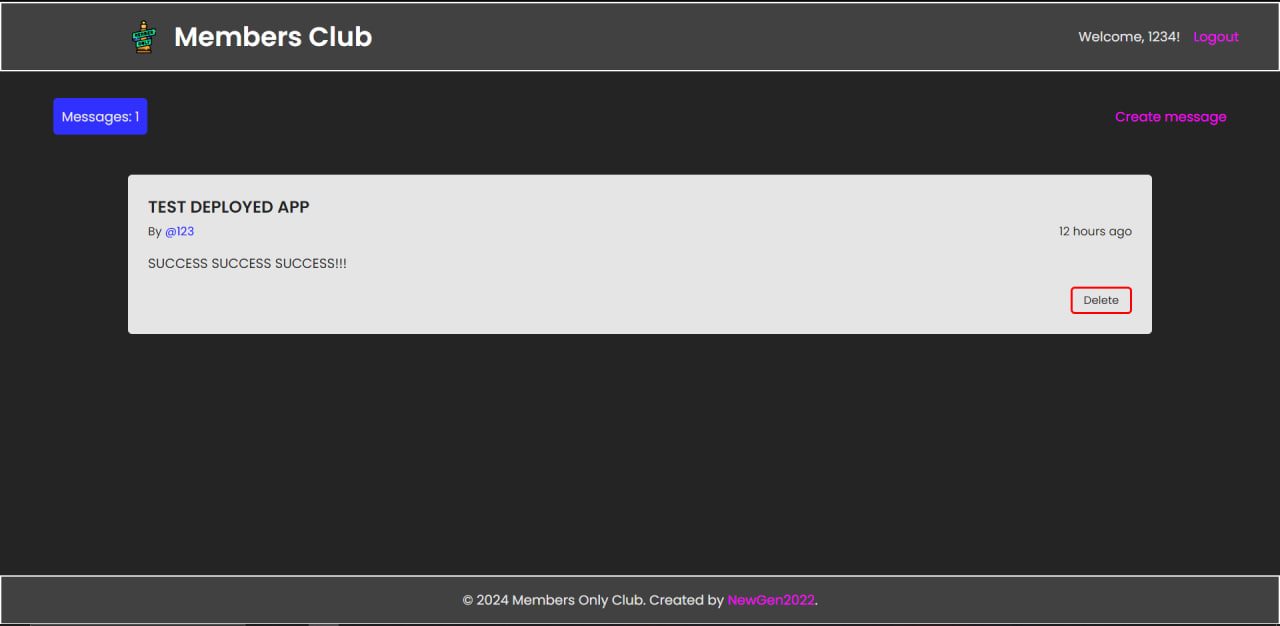 Members Club
Welcome, 1234! Logout
Messages: 1
Create message
TEST DEPLOYED APP
By @123
12 hours ago
SUCCESS SUCCESS SUCCESS!!!
Delete
© 2024 Members Only Club. Created by NewGen2022.